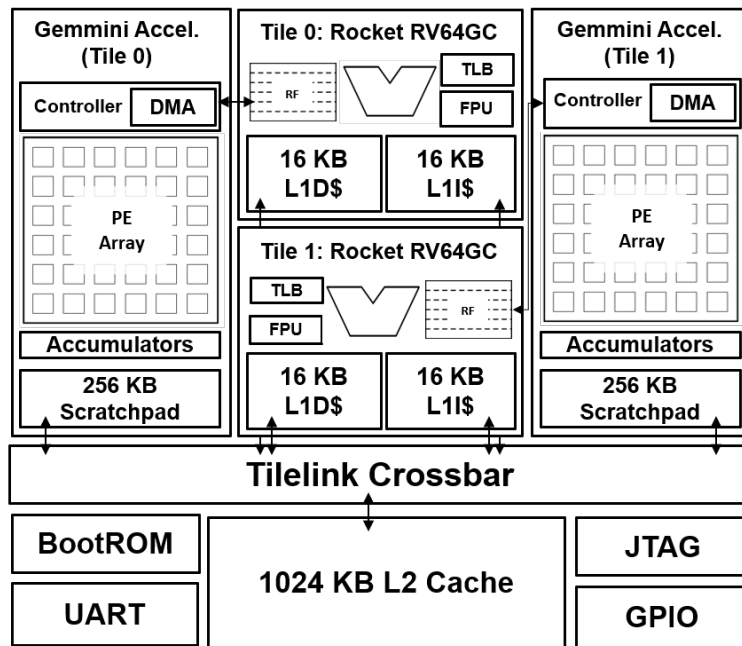 Gemmini Accel.
(Tile 0)
Controller
DMA
PE
Array
Accumulators
256 KB
Scratchpad
Tile 0: Rocket RV64GC
RF
TLB
FPU
16 KB
L1D$
16 KB
L1I$
Tile 1: Rocket RV64GC
TLB
FPU
RF
16 KB
L1D$
16 KB
L1I$
Gemmini Accel.
(Tile 1)
Controller
DMA
PE
Array
Accumulators
256 KB
Scratchpad
Tilelink Crossbar
BootROM
UART
1024 KB L2 Cache
JTAG
GPIO